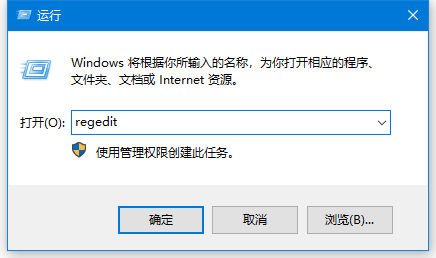 运行
Windows 将根据你所输入的名称，为你打开相应的程序、
文件夹、文档或 Internet 资源。
打开(O): regedit
使用管理权限创建此任务。
确定 取消 浏览(B)...